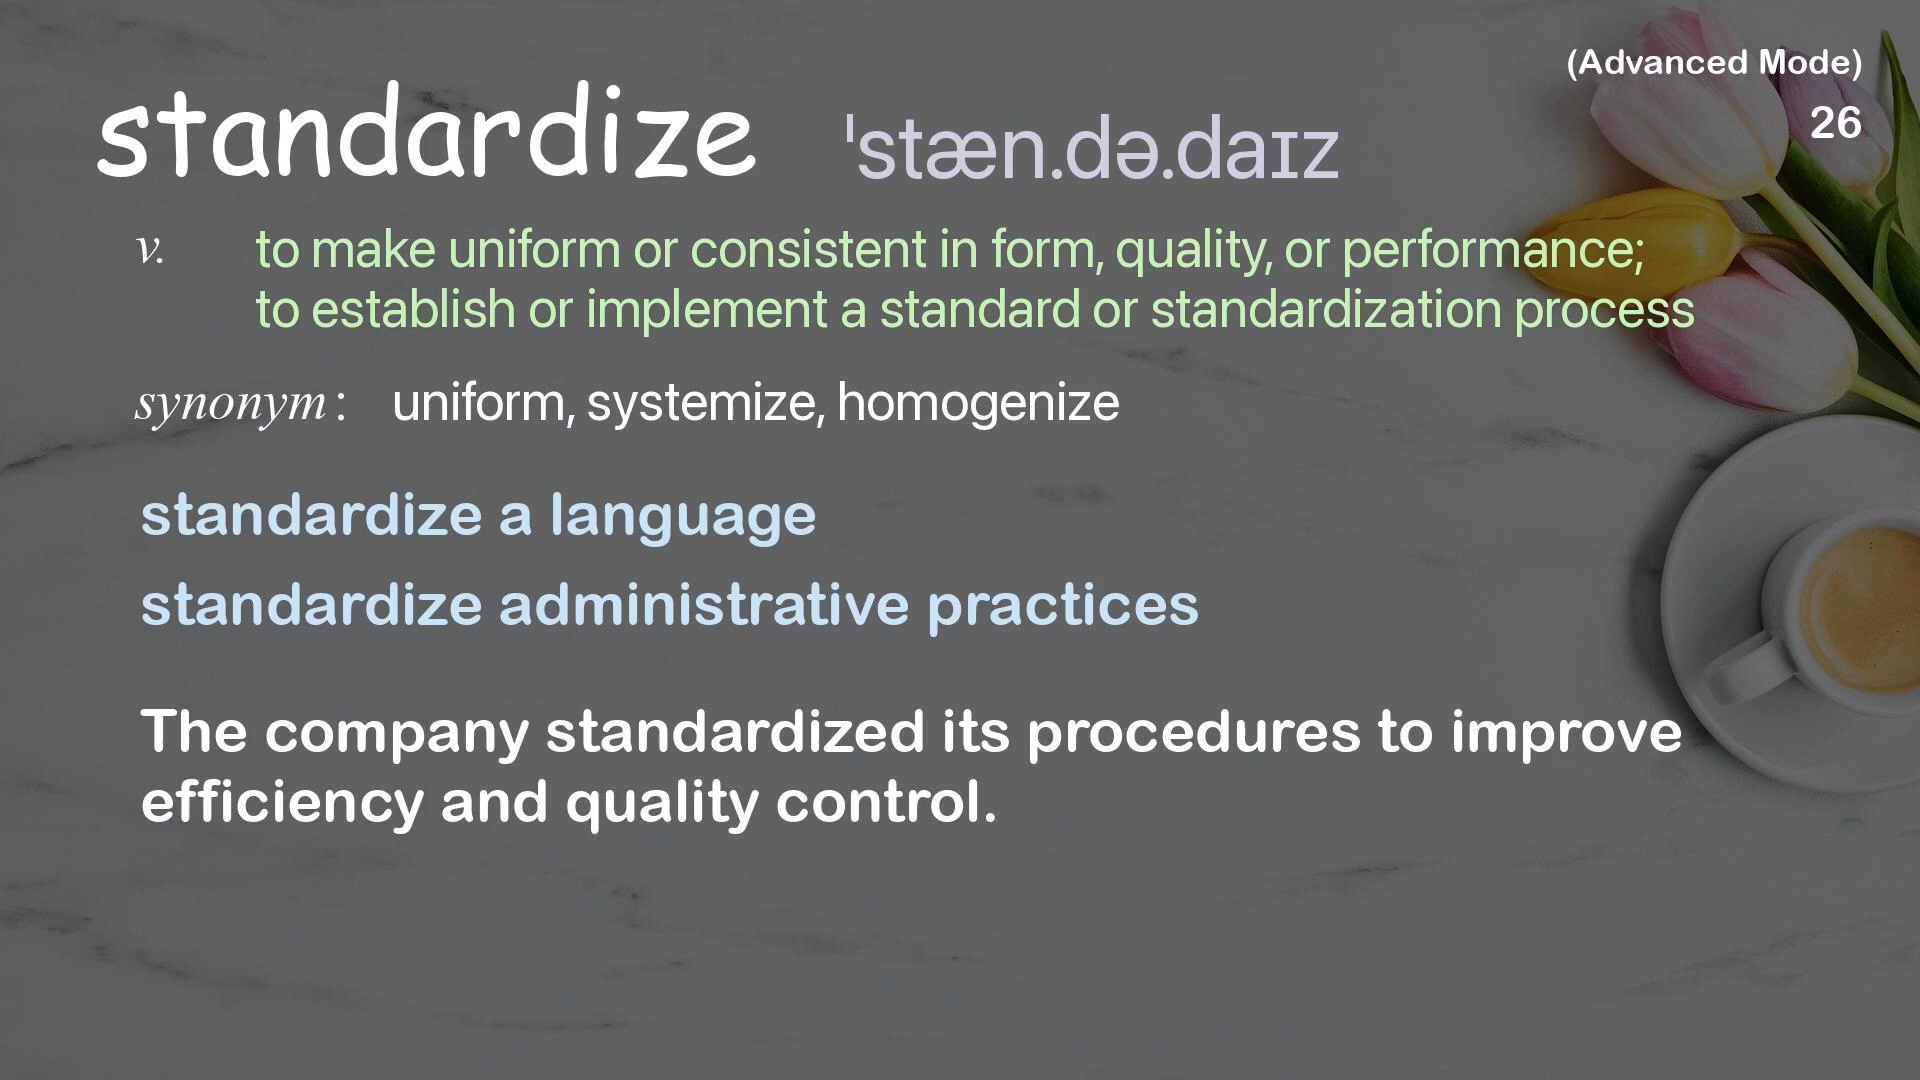 (Advanced Mode)
26
standardize ˈstæn.də.daɪz
v. to make uniform or consistent in form, quality, or performance;
to establish or implement a standard or standardization process
synonym : uniform, systemize, homogenize
standardize a language
standardize administrative practices
The company standardized its procedures to improve
efficiency and quality control.